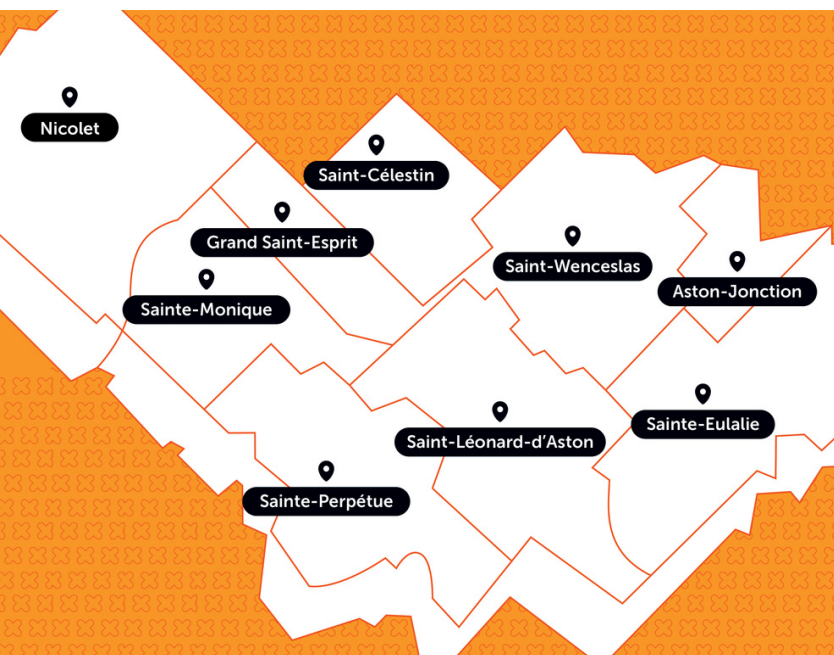 Nicolet
Saint-Célestin
Grand Saint-Esprit
Saint-Wenceslas
Aston-Jonction
Sainte-Monique
Sainte-Eulalie
Saint-Léonard-d’Aston
Sainte-Perpétue